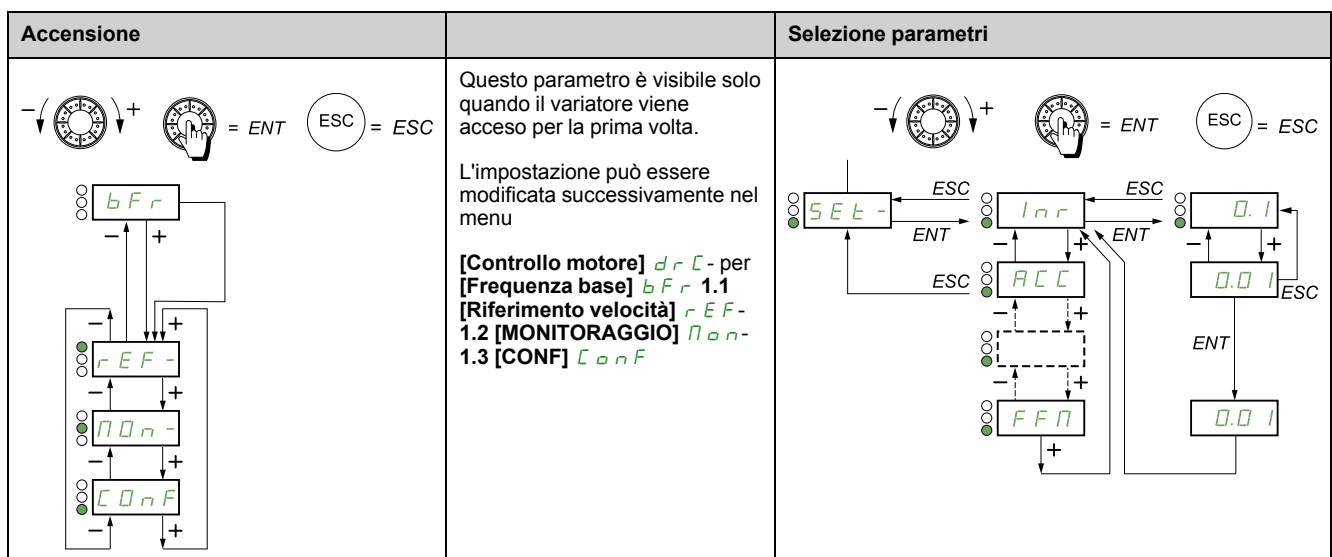 Accensione
Selezione parametri
- + = ENT ESC = ESC
bFr
- +
- +
rEF -
- +
MOn -
- +
COnF
- +
Questo parametro è visibile solo
quando il variatore viene
acceso per la prima volta.
L'impostazione può essere
modificata successivamente nel
menu
[Controllo motore] drC- per
[Frequenza base] bFr 1.1
[Riferimento velocità] rEF-
1.2 [MONITORAGGIO] Mon-
1.3 [CONF] ConF
- + = ENT ESC = ESC
ESC ESC
SEt - Inr 0.1
ENT - + ENT - +
ESC ACC 0.01 ESC
- +
ENT
- +
FFM 0.01
+